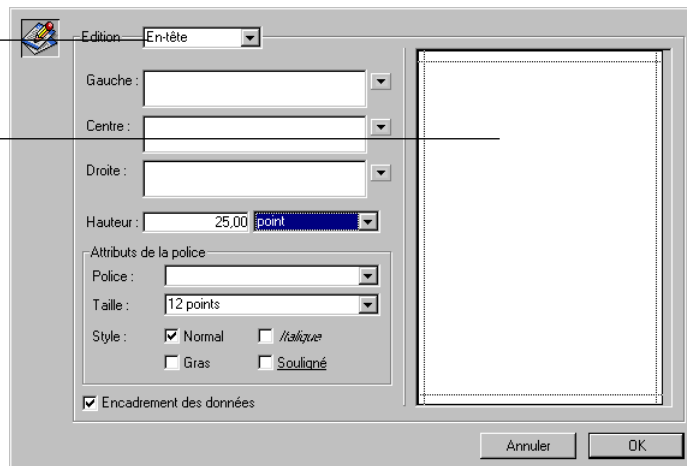 Edition En-tête
Gauche :
Centre :
Droite :
Hauteur : 25,00 point
Attributs de la police
Police :
Taille : 12 points
Style : Normal Italique
Gras Souligné
Encadrement des données
Annuler OK